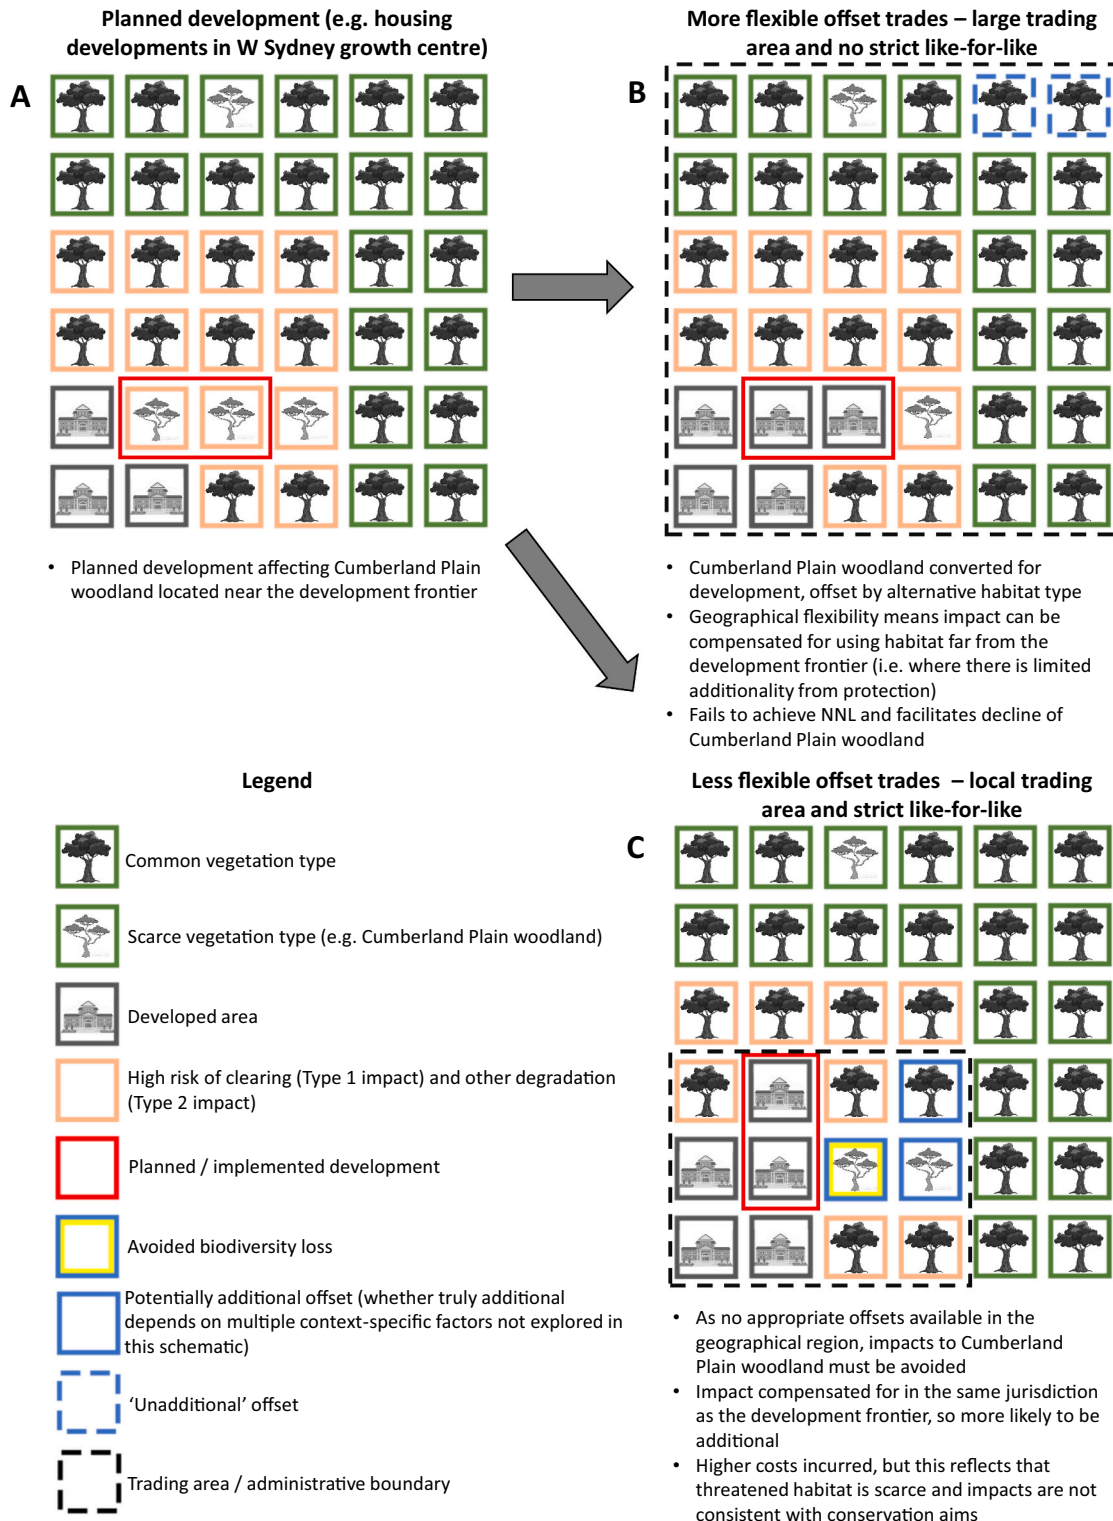 Planned development (e.g. housing
developments in W Sydney growth centre)
A
• Planned development affecting Cumberland Plain
woodland located near the development frontier
More flexible offset trades – large trading
area and no strict like-for-like
B
• Cumberland Plain woodland converted for
development, offset by alternative habitat type
• Geographical flexibility means impact can be
compensated for using habitat far from the
development frontier (i.e. where there is limited
additionality from protection)
• Fails to achieve NNL and facilitates decline of
Cumberland Plain woodland
Legend
Common vegetation type
Scarce vegetation type (e.g. Cumberland Plain woodland)
Developed area
High risk of clearing (Type 1 impact) and other degradation
(Type 2 impact)
Planned / implemented development
Avoided biodiversity loss
Potentially additional offset (whether truly additional
depends on multiple context-specific factors not explored in
this schematic)
‘Unadditional’ offset
Trading area / administrative boundary
Less flexible offset trades – local trading
area and strict like-for-like
C
• As no appropriate offsets available in the
geographical region, impacts to Cumberland
Plain woodland must be avoided
• Impact compensated for in the same jurisdiction
as the development frontier, so more likely to be
additional
• Higher costs incurred, but this reflects that
threatened habitat is scarce and impacts are not
consistent with conservation aims